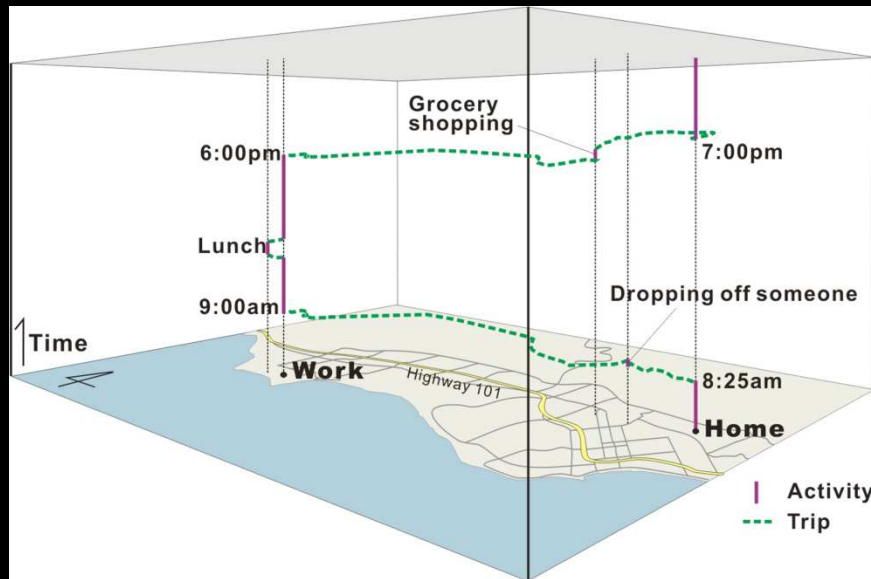 Grocery
shopping
6:00pm
7:00pm
Lunch
Dropping off someone
9:00am
Time
Work
Highway 101
8:25am
Home
Activity
Trip